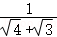 1
√4 + √3